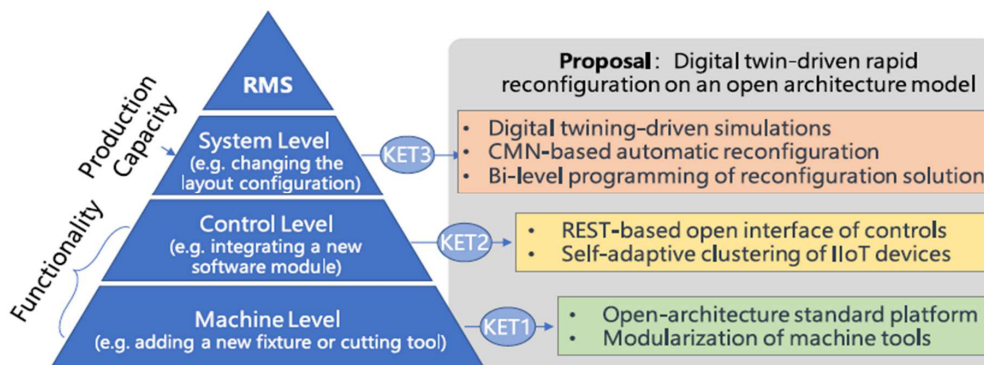 RMS
Production
Capacity
System Level
(e.g. changing the
layout configuration)
Functionality
Control Level
(e.g. integrating a new
software module)
Machine Level
(e.g. adding a new fixture or cutting tool)
Proposal: Digital twin-driven rapid
reconfiguration on an open architecture model
KET3
• Digital twining-driven simulations
• CMN-based automatic reconfiguration
• Bi-level programming of reconfiguration solution
KET2
• REST-based open interface of controls
• Self-adaptive clustering of IIoT devices
KET1
• Open-architecture standard platform
• Modularization of machine tools